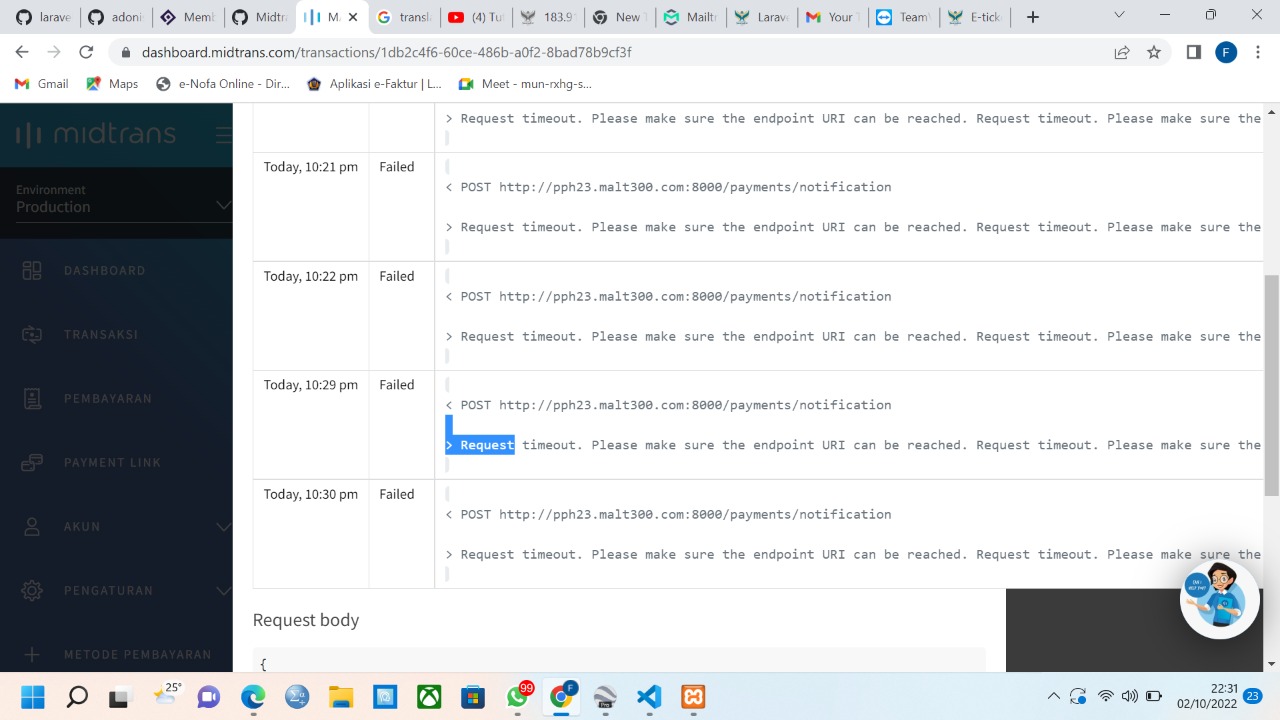 larave
adoni
Memb
Midtra
M
transl
(4) Tu
183.91
New T
Mailtr
Larave
Your T
TeamV
E-ticke
dashboard.midtrans.com/transactions/1db2c4f6-60ce-486b-a0f2-8bad78b9cf3f
F
Gmail
Maps
e-Nofa Online - Dir...
Aplikasi e-Faktur | L...
Meet - mun-rxhg-s...
midtrans
Environment
Production
DASHBOARD
TRANSAKSI
PEMBAYARAN
PAYMENT LINK
AKUN
PENGATURAN
METODE PEMBAYARAN
> Request timeout. Please make sure the endpoint URI can be reached. Request timeout. Please make sure the
Today, 10:21 pm Failed
< POST http://pph23.malt300.com:8000/payments/notification
> Request timeout. Please make sure the endpoint URI can be reached. Request timeout. Please make sure the
Today, 10:22 pm Failed
< POST http://pph23.malt300.com:8000/payments/notification
> Request timeout. Please make sure the endpoint URI can be reached. Request timeout. Please make sure the
Today, 10:29 pm Failed
< POST http://pph23.malt300.com:8000/payments/notification
> Request timeout. Please make sure the endpoint URI can be reached. Request timeout. Please make sure the
Today, 10:30 pm Failed
< POST http://pph23.malt300.com:8000/payments/notification
> Request timeout. Please make sure the endpoint URI can be reached. Request timeout. Please make sure the
Request body
{
25°
99
F
22:31
02/10/2022
23